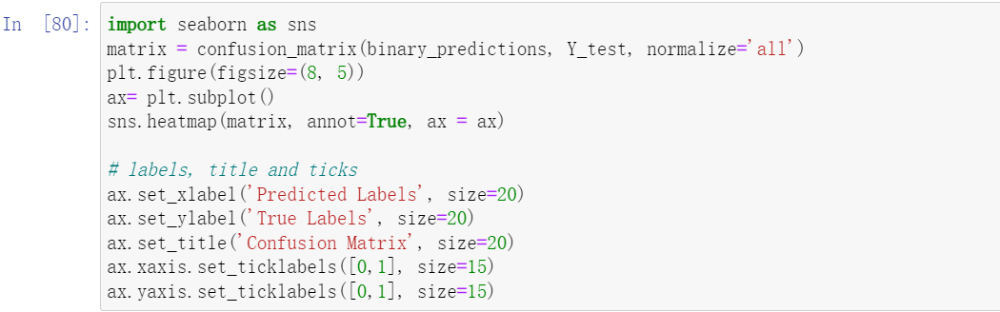 In [80]: import seaborn as sns
matrix = confusion_matrix(binary_predictions, Y_test, normalize='all')
plt.figure(figsize=(8, 5))
ax= plt.subplot()
sns.heatmap(matrix, annot=True, ax = ax)
# labels, title and ticks
ax.set_xlabel('Predicted Labels', size=20)
ax.set_ylabel('True Labels', size=20)
ax.set_title('Confusion Matrix', size=20)
ax.xaxis.set_ticklabels([0,1], size=15)
ax.yaxis.set_ticklabels([0,1], size=15)